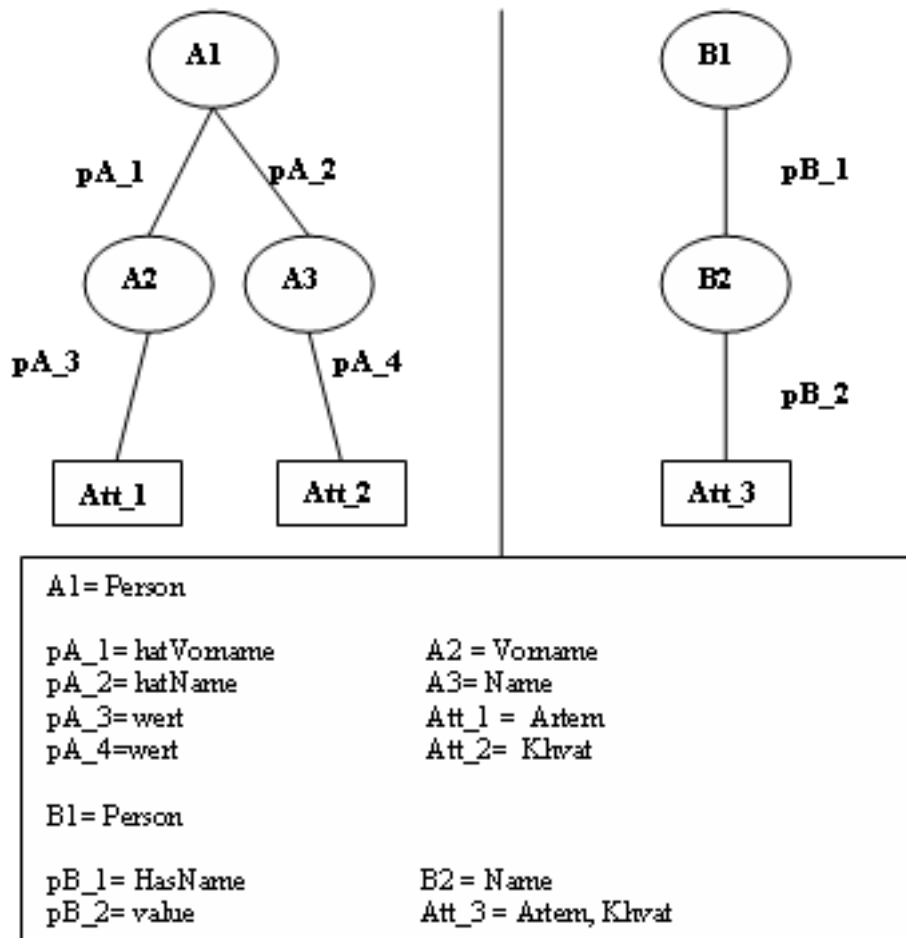 A1
B1
pA_1
pA_2
pB_1
A2
A3
B2
pA_3
pA_4
pB_2
Att_1
Att_2
Att_3
A1= Person
pA_1= hatVorname A2 = Vorname
pA_2= hatName A3= Name
pA_3= wert Att_1 = Artem
pA_4=wert Att_2= Khvat
B1= Person
pB_1= HasName B2 = Name
pB_2= value Att_3 = Artem, Khvat